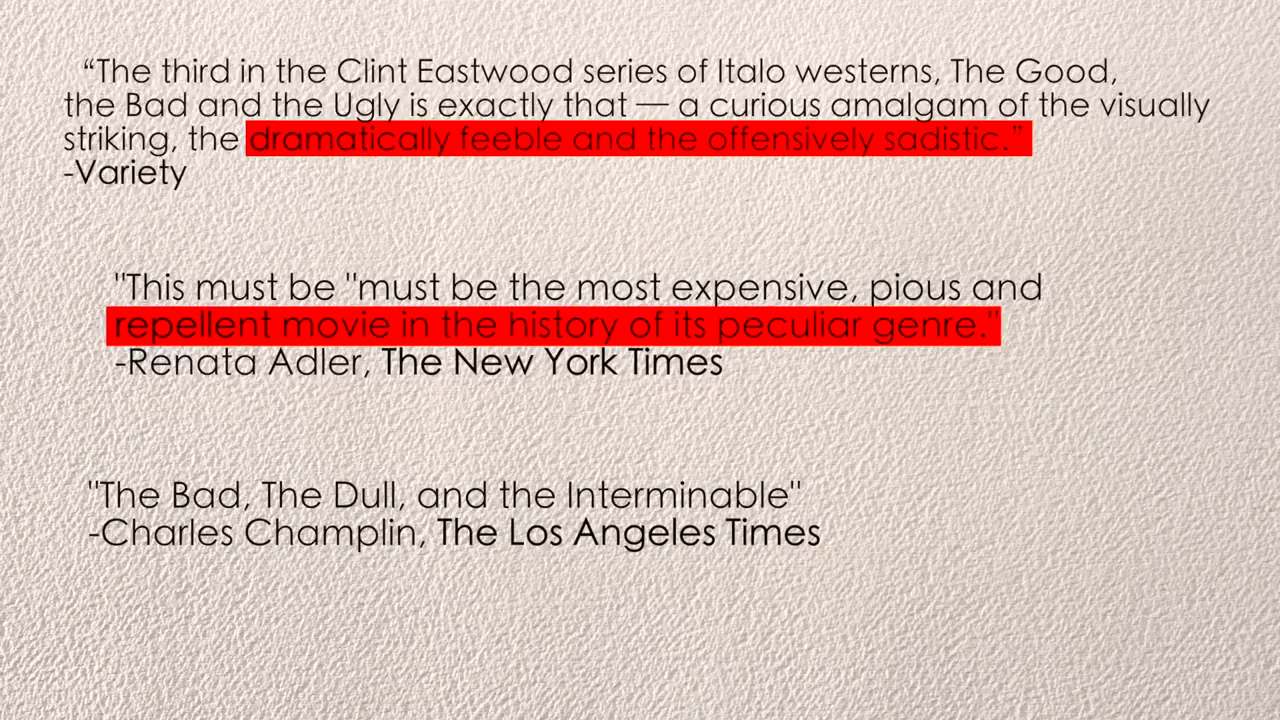 “The third in the Clint Eastwood series of Italo westerns, The Good,
the Bad and the Ugly is exactly that — a curious amalgam of the visually
striking, the dramatically feeble and the offensively sadistic.”
-Variety
"This must be "must be the most expensive, pious and
repellent movie in the history of its peculiar genre."
-Renata Adler, The New York Times
"The Bad, The Dull, and the Interminable"
-Charles Champlin, The Los Angeles Times